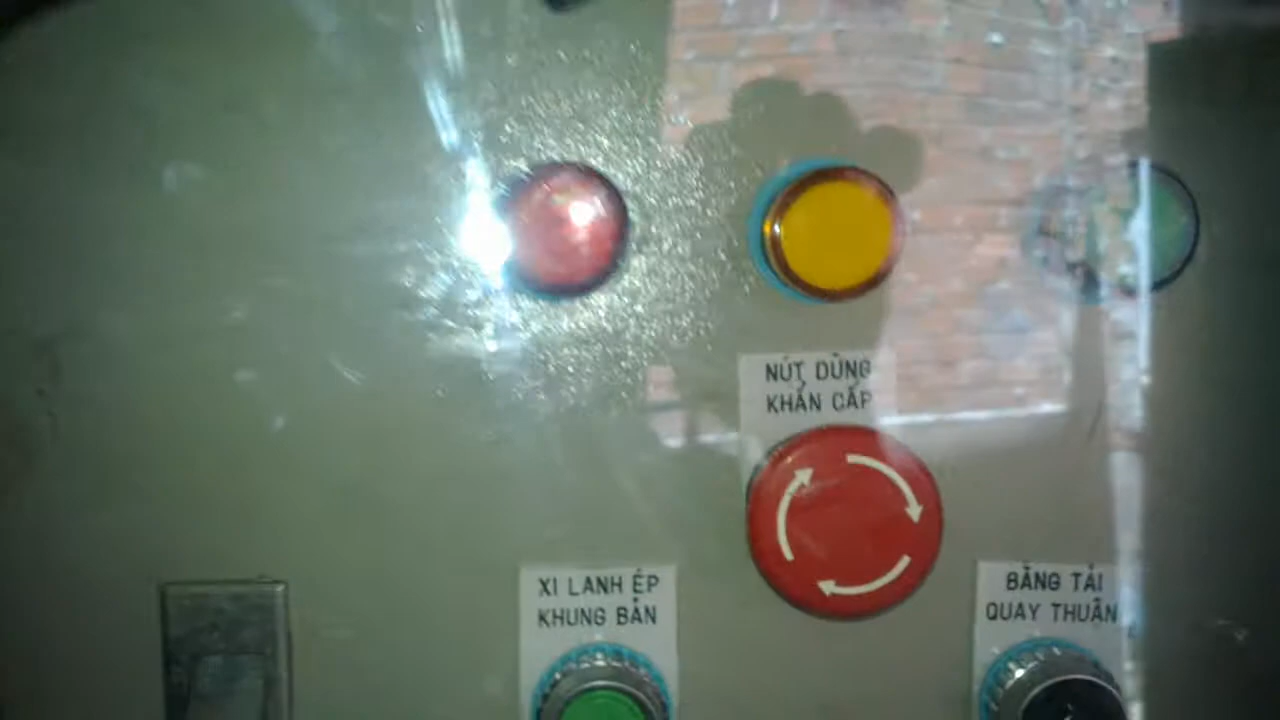 NÚT DỪNG
KHẨN CẤP
XI LANH ÉP
KHUNG BẢN
BĂNG TẢI
QUAY THUẬN